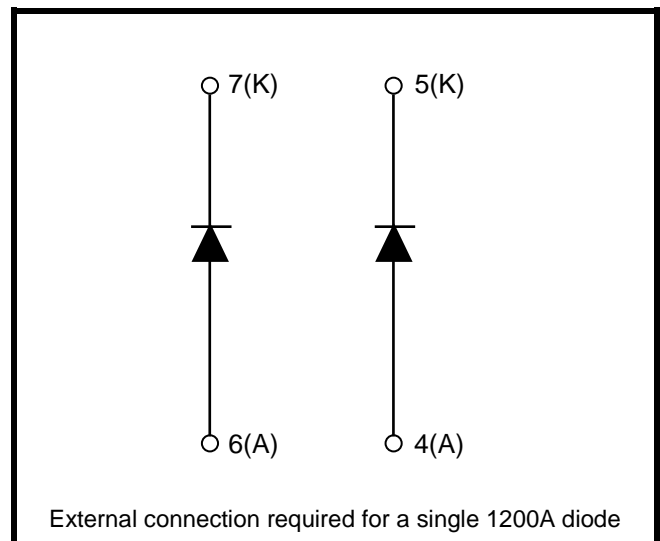 7(K) 5(K)
6(A) 4(A)
External connection required for a single 1200A diode